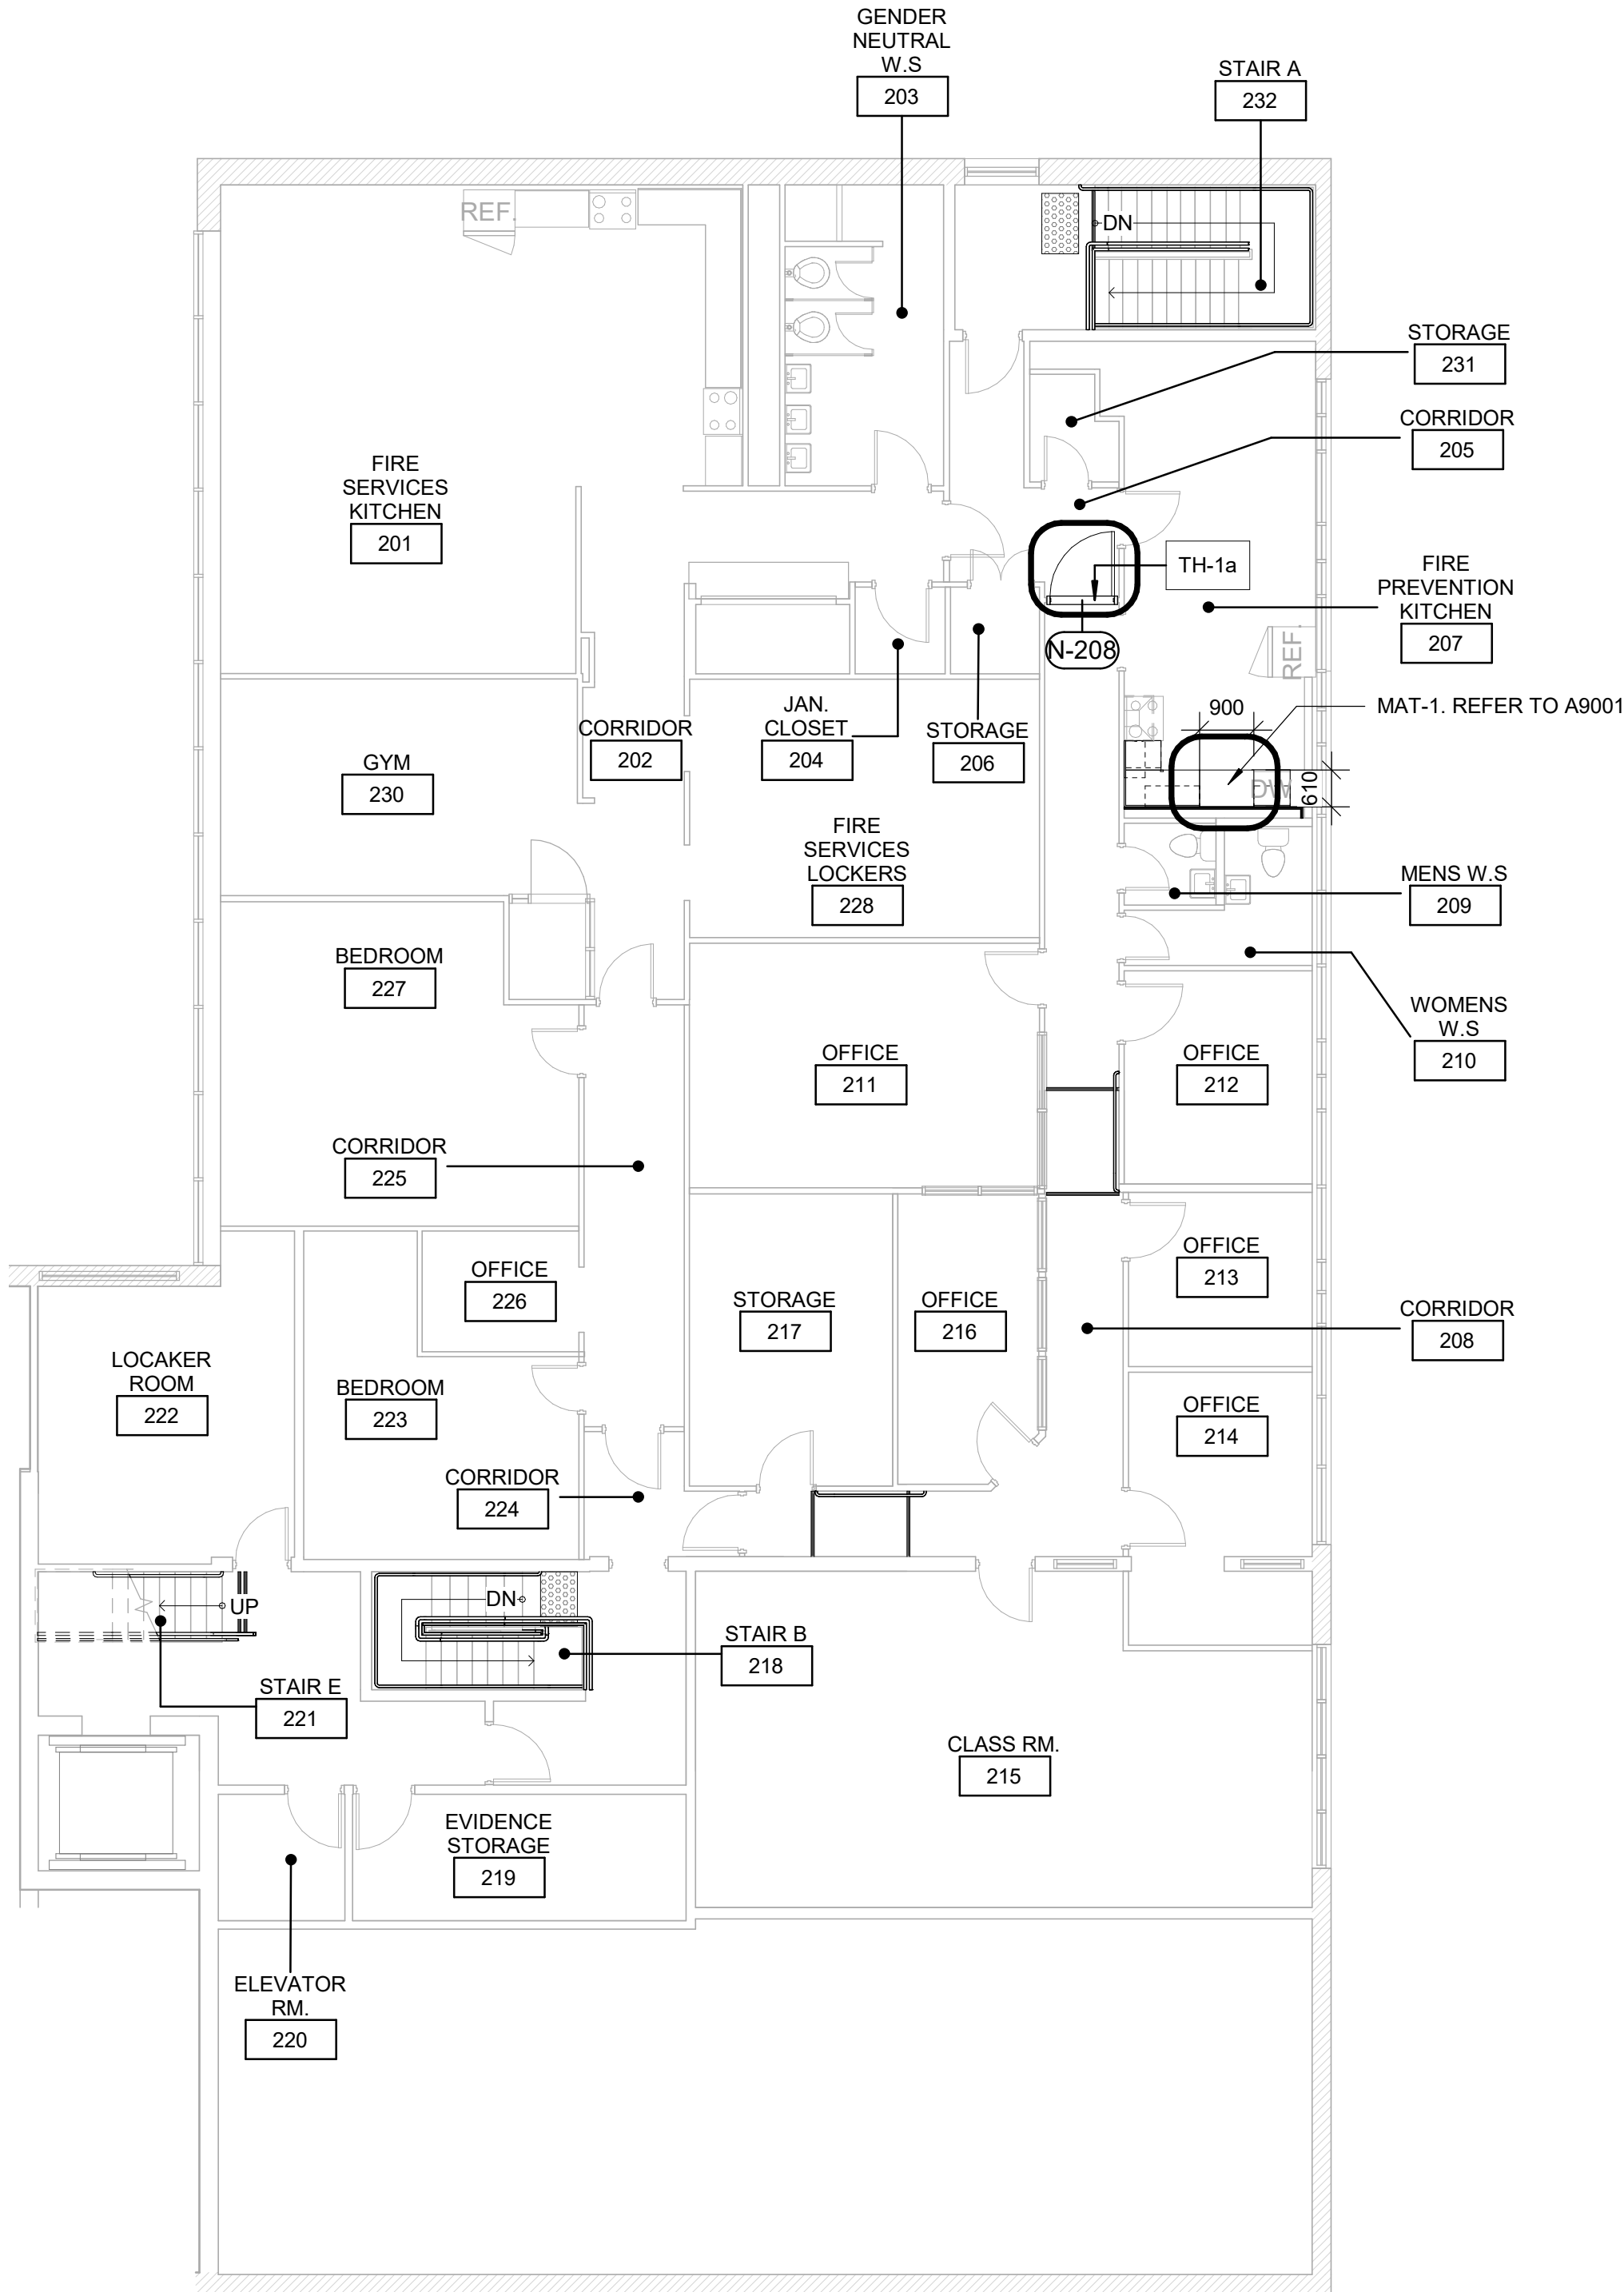 GENDER
NEUTRAL
W.S
203
STAIR A
232
REF.
DN
STORAGE
231
CORRIDOR
205
FIRE
SERVICES
KITCHEN
201
TH-1a
FIRE
PREVENTION
KITCHEN
207
N-208
REF.
900
MAT-1. REFER TO A9001
JAN.
CLOSET
204
CORRIDOR
202
STORAGE
206
GYM
230
DW
610
FIRE
SERVICES
LOCKERS
228
MENS W.S
209
BEDROOM
227
WOMENS
W.S
210
OFFICE
211
OFFICE
212
CORRIDOR
225
OFFICE
213
OFFICE
226
STORAGE
217
OFFICE
216
CORRIDOR
208
LOCAKER
ROOM
222
BEDROOM
223
OFFICE
214
CORRIDOR
224
UP
DN
STAIR B
218
STAIR E
221
CLASS RM.
215
EVIDENCE
STORAGE
219
ELEVATOR
RM.
220